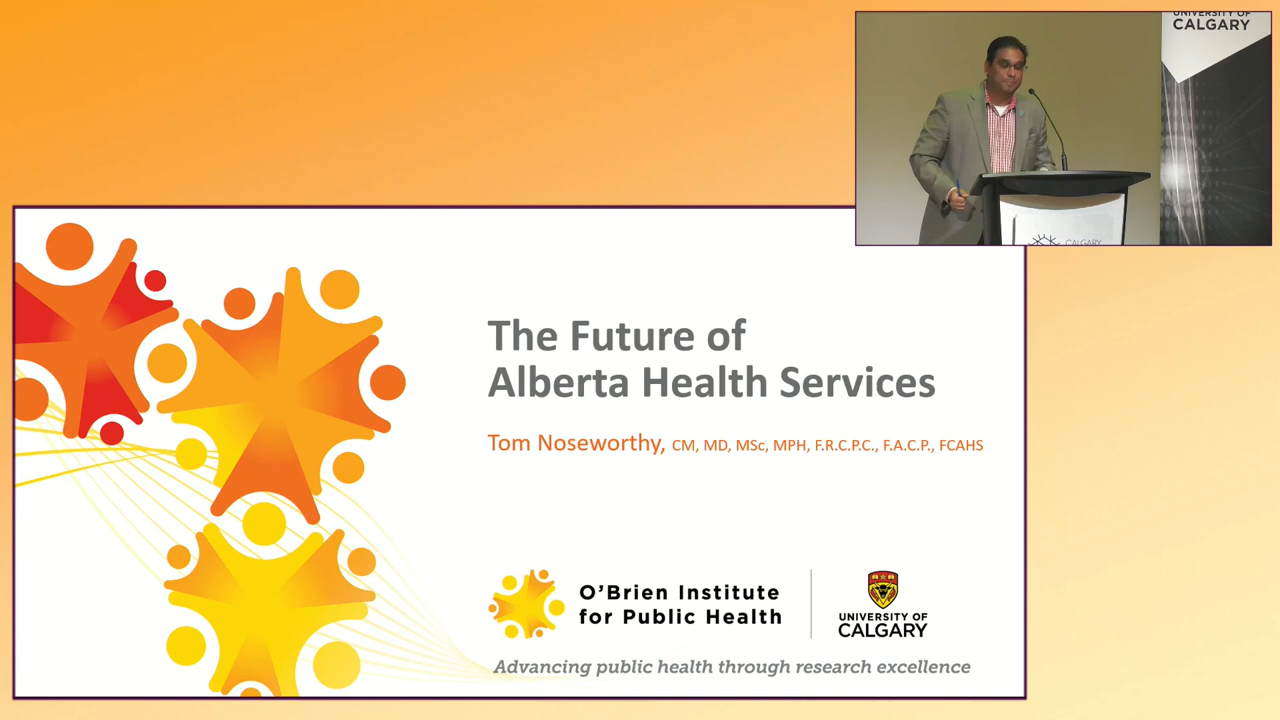 UNIVERSITY OF
CALGARY
CALGARY
The Future of
Alberta Health Services
Tom Noseworthy, CM, MD, MSc, MPH, F.R.C.P.C., F.A.C.P., FCAHS
O'Brien Institute
for Public Health
UNIVERSITY OF
CALGARY
Advancing public health through research excellence